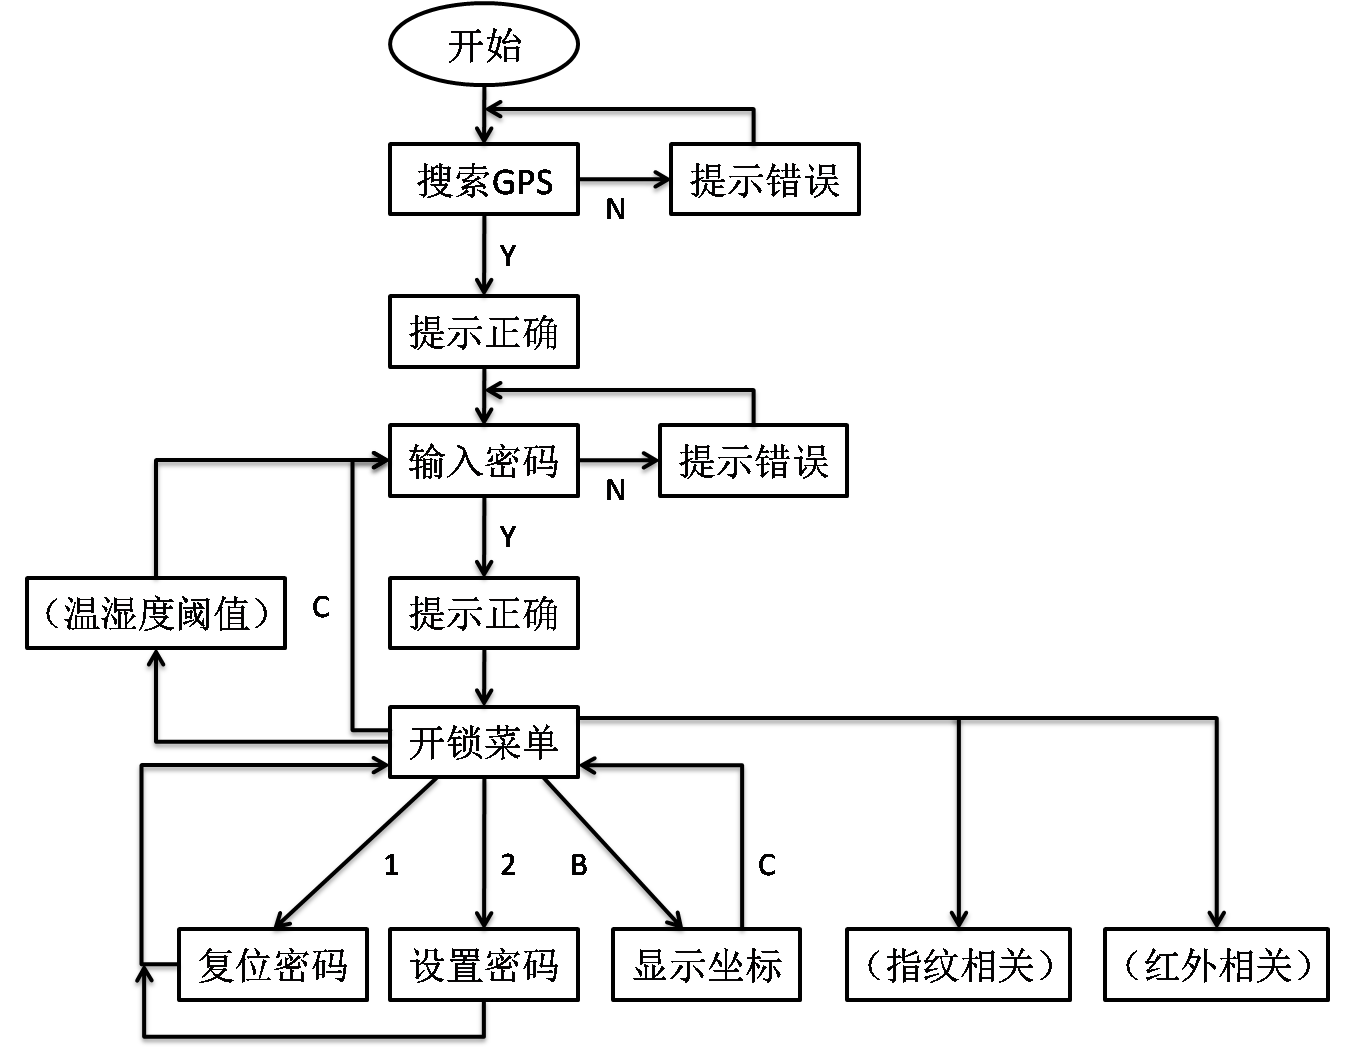 开始
搜索GPS
提示错误
N
Y
提示正确
输入密码
提示错误
N
Y
（温湿度阈值）
C
提示正确
开锁菜单
1
2
B
C
复位密码
设置密码
显示坐标
（指纹相关）
（红外相关）